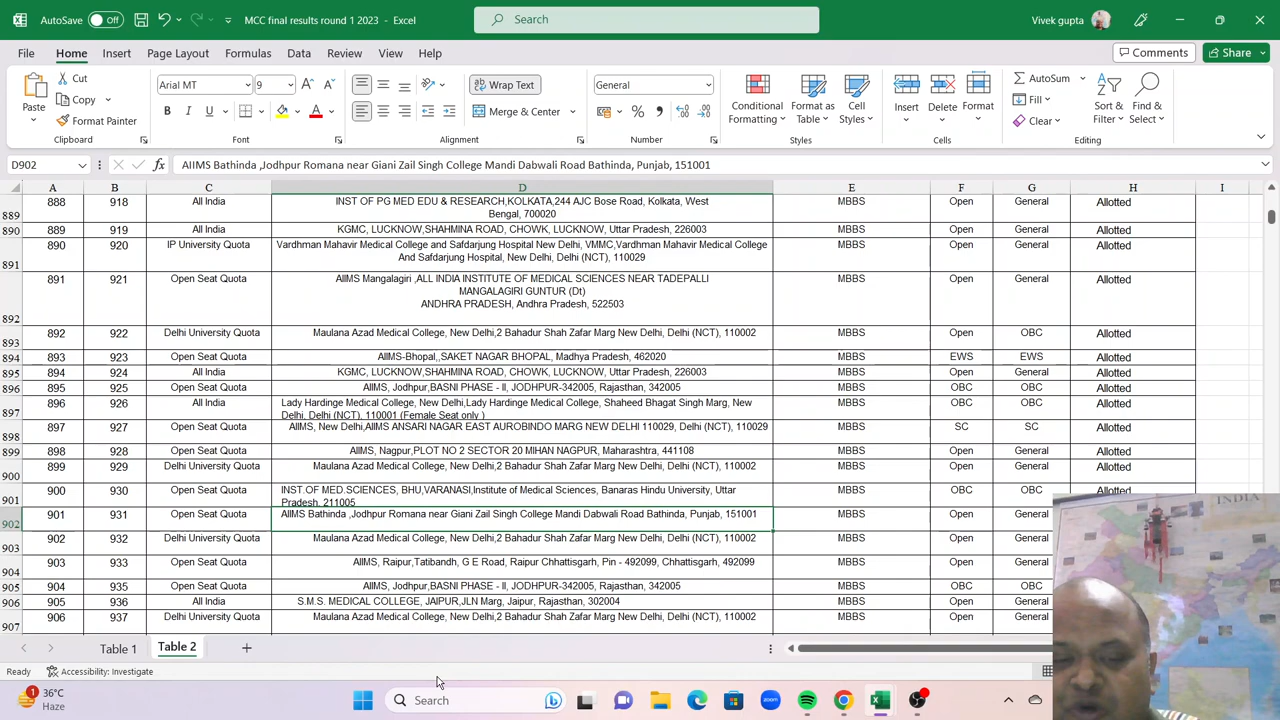 AutoSave Off MCC final results round 1 2023 - Excel Search Vivek gupta
File Home Insert Page Layout Formulas Data Review View Help Comments Share
Paste Cut Copy Format Painter Clipboard
Arial MT 9 A A B I U A Font
Wrap Text Merge & Center Alignment
General % , Number
Conditional Formatting Format as Table Cell Styles Styles
Insert Delete Format Cells
AutoSum Fill Clear Sort & Filter Find & Select Editing
D902 fx AIIMS Bathinda ,Jodhpur Romana near Giani Zail Singh College Mandi Dabwali Road Bathinda, Punjab, 151001
A B C D E F G H I
889 888 918 All India INST OF PG MED EDU & RESEARCH,KOLKATA,244 AJC Bose Road, Kolkata, West MBBS Open General Allotted
Bengal, 700020
890 889 919 All India KGMC, LUCKNOW,SHAHMINA ROAD, CHOWK, LUCKNOW, Uttar Pradesh, 226003 MBBS Open General Allotted
891 890 920 IP University Quota Vardhman Mahavir Medical College and Safdarjung Hospital New Delhi, VMMC,Vardhman Mahavir Medical College MBBS Open General Allotted
And Safdarjung Hospital, New Delhi, Delhi (NCT), 110029
892 891 921 Open Seat Quota AIIMS Mangalagiri ,ALL INDIA INSTITUTE OF MEDICAL SCIENCES NEAR TADEPALLI MBBS Open General Allotted
MANGALAGIRI GUNTUR (Dt)
ANDHRA PRADESH, Andhra Pradesh, 522503
893 892 922 Delhi University Quota Maulana Azad Medical College, New Delhi,2 Bahadur Shah Zafar Marg New Delhi, Delhi (NCT), 110002 MBBS Open OBC Allotted
894 893 923 Open Seat Quota AIIMS-Bhopal,,SAKET NAGAR BHOPAL, Madhya Pradesh, 462020 MBBS EWS EWS Allotted
895 894 924 All India KGMC, LUCKNOW,SHAHMINA ROAD, CHOWK, LUCKNOW, Uttar Pradesh, 226003 MBBS Open General Allotted
896 895 925 Open Seat Quota AIIMS, Jodhpur,BASNI PHASE - II, JODHPUR-342005, Rajasthan, 342005 MBBS OBC OBC Allotted
897 896 926 All India Lady Hardinge Medical College, New Delhi,Lady Hardinge Medical College, Shaheed Bhagat Singh Marg, New MBBS OBC OBC Allotted
Delhi, Delhi (NCT), 110001 (Female Seat only )
898 897 927 Open Seat Quota AIIMS, New Delhi,AIIMS ANSARI NAGAR EAST AUROBINDO MARG NEW DELHI 110029, Delhi (NCT), 110029 MBBS SC SC Allotted
899 898 928 Open Seat Quota AIIMS, Nagpur,PLOT NO 2 SECTOR 20 MIHAN NAGPUR, Maharashtra, 441108 MBBS Open General Allotted
900 899 929 Delhi University Quota Maulana Azad Medical College, New Delhi,2 Bahadur Shah Zafar Marg New Delhi, Delhi (NCT), 110002 MBBS Open General Allotted
901 900 930 Open Seat Quota INST.OF MED.SCIENCES, BHU,VARANASI,Institute of Medical Sciences, Banaras Hindu University, Uttar MBBS OBC OBC Allotted
Pradesh, 211005
902 901 931 Open Seat Quota AIIMS Bathinda ,Jodhpur Romana near Giani Zail Singh College Mandi Dabwali Road Bathinda, Punjab, 151001 MBBS Open General
903 902 932 Delhi University Quota Maulana Azad Medical College, New Delhi,2 Bahadur Shah Zafar Marg New Delhi, Delhi (NCT), 110002 MBBS Open General
904 903 933 Open Seat Quota AIIMS, Raipur,Tatibandh, G E Road, Raipur Chhattisgarh, Pin - 492099, Chhattisgarh, 492099 MBBS Open General
905 904 935 Open Seat Quota AIIMS, Jodhpur,BASNI PHASE - II, JODHPUR-342005, Rajasthan, 342005 MBBS OBC OBC
906 905 936 All India S.M.S. MEDICAL COLLEGE, JAIPUR,JLN Marg, Jaipur, Rajasthan, 302004 MBBS Open General
907 906 937 Delhi University Quota Maulana Azad Medical College, New Delhi,2 Bahadur Shah Zafar Marg New Delhi, Delhi (NCT), 110002 MBBS Open General
Table 1 Table 2
Ready Accessibility: Investigate
1 36°C Haze Search zoom
INDIA